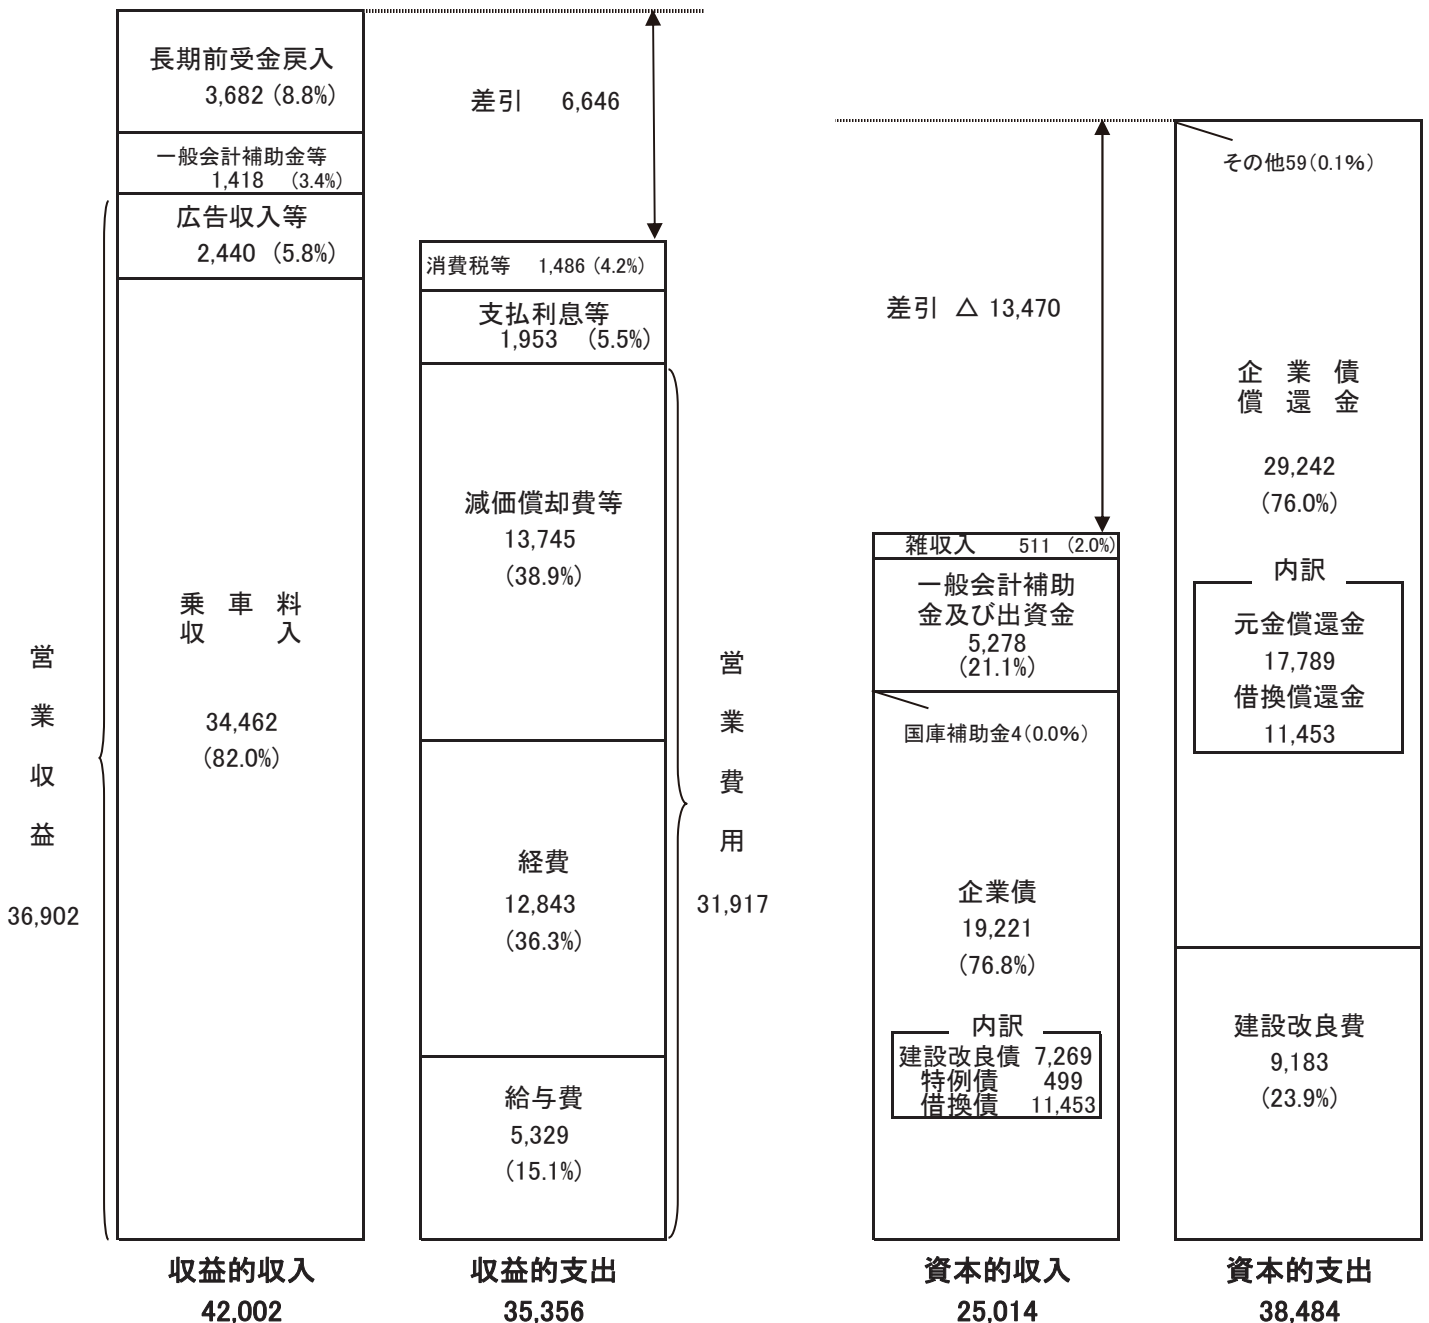 長期前受金戻入
3,682 (8.8%)
一般会計補助金等
1,418 (3.4%)
広告収入等
2,440 (5.8%)
乗車料
収入
34,462
(82.0%)
営業収益
36,902
収益的収入
42,002
差引 6,646
消費税等 1,486 (4.2%)
支払利息等
1,953 (5.5%)
減価償却費等
13,745
(38.9%)
経費
12,843
(36.3%)
給与費
5,329
(15.1%)
営業費用
31,917
収益的支出
35,356
差引 △ 13,470
雑収入 511 (2.0%)
一般会計補助
金及び出資金
5,278
(21.1%)
国庫補助金4(0.0%)
企業債
19,221
(76.8%)
内訳
建設改良債 7,269
特例債 499
借換債 11,453
資本的収入
25,014
その他59(0.1%)
企業債
償還金
29,242
(76.0%)
内訳
元金償還金
17,789
借換償還金
11,453
建設改良費
9,183
(23.9%)
資本的支出
38,484